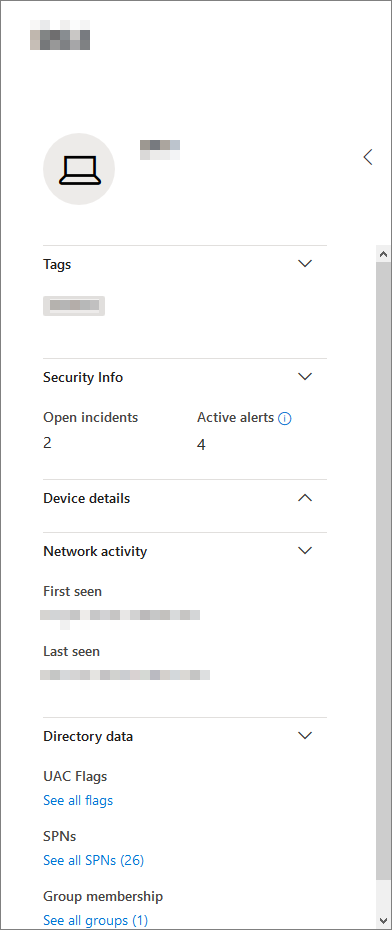 Tags
Security Info
Open incidents
Active alerts
2
4
Device details
Network activity
First seen
Last seen
Directory data
UAC Flags
See all flags
SPNs
See all SPNs (26)
Group membership
See all groups (1)